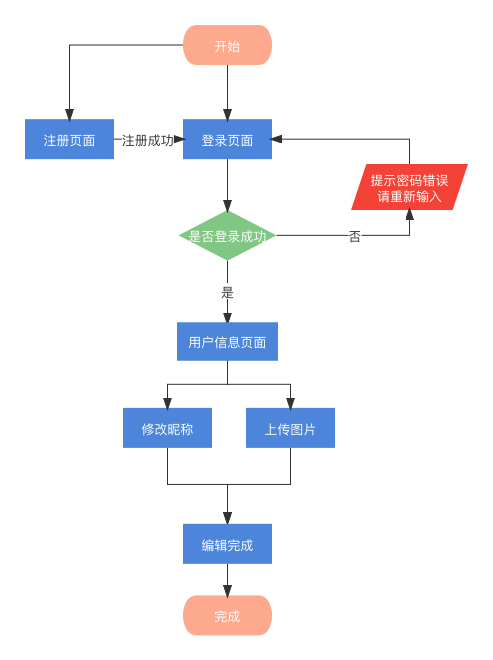 开始
注册页面
注册成功
登录页面
提示密码错误
请重新输入
是否登录成功
否
是
用户信息页面
修改昵称
上传图片
编辑完成
完成